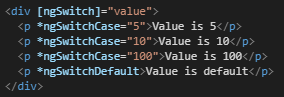 <div [ngSwitch]="value">
<p *ngSwitchCase="5">Value is 5</p>
<p *ngSwitchCase="10">Value is 10</p>
<p *ngSwitchCase="100">Value is 100</p>
<p *ngSwitchDefault>Value is default</p>
</div>